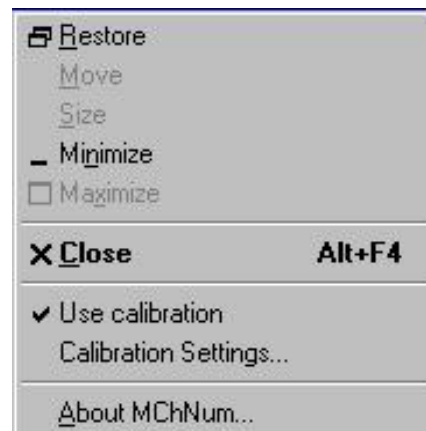 Restore
Move
Size
Minimize
Maximize
Close Alt+F4
Use calibration
Calibration Settings...
About MChNum...